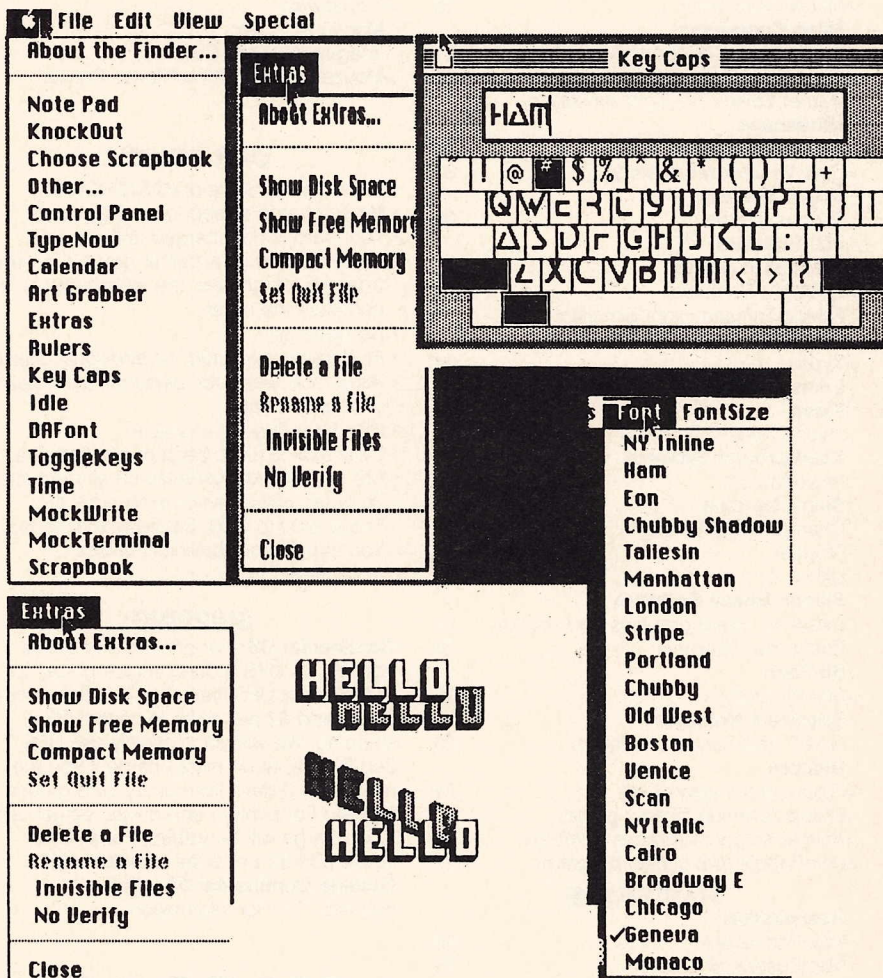 File Edit View Special
About the Finder...
Note Pad
KnockOut
Choose Scrapbook
Other...
Control Panel
TypeNow
Calendar
Art Grabber
Extras
Rulers
Key Caps
Idle
DAFont
ToggleKeys
Time
MockWrite
MockTerminal
Scrapbook
Extras
About Extras...
Show Disk Space
Show Free Memory
Compact Memory
Set Quit File
Delete a File
Rename a File
Invisible Files
No Verify
Close
Key Caps
HAM
~ ! @ # $ % ^ & * ( ) _ +
Q W E R T Y U I O P { } |
A S D F G H J K L : "
Z X C V B N M < > ?
s Font FontSize
NY Inline
Ham
Eon
Chubby Shadow
Taliesin
Manhattan
London
Stripe
Portland
Chubby
Old West
Boston
Venice
Scan
NYItalic
Cairo
Broadway E
Chicago
✓Geneva
Monaco
Extras
About Extras...
Show Disk Space
Show Free Memory
Compact Memory
Set Quit File
Delete a File
Rename a File
Invisible Files
No Verify
Close
HELLO
HELLO
HELLO
HELLO